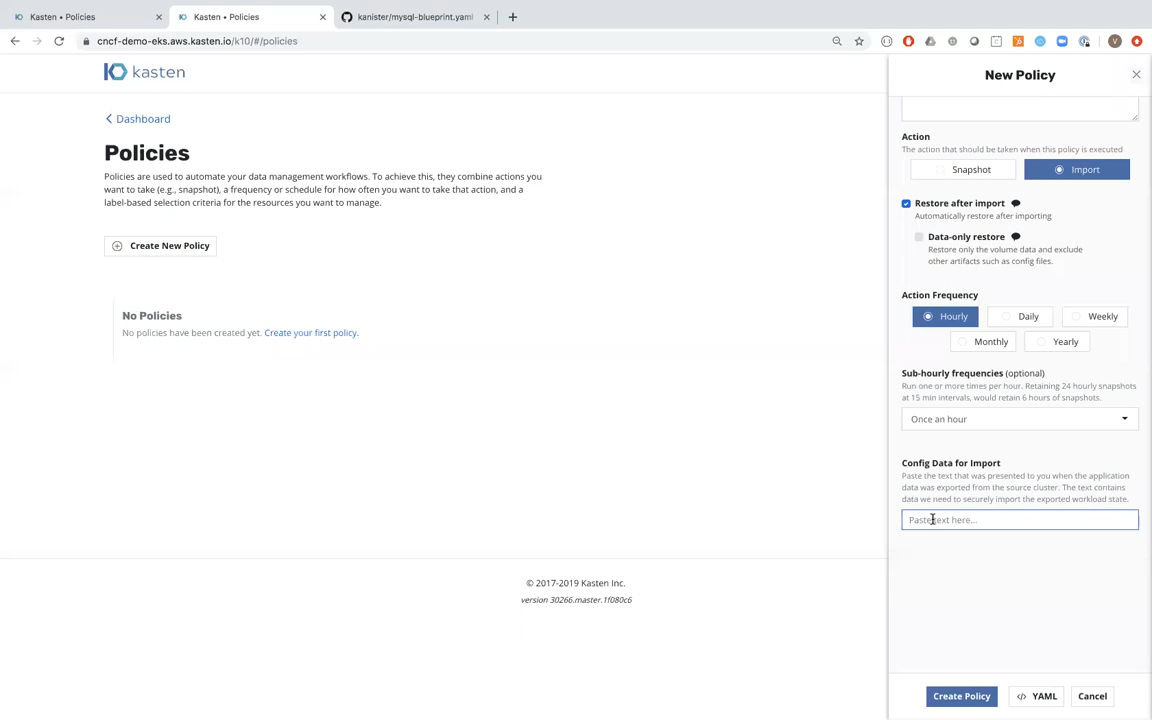 Kasten • Policies
Kasten • Policies
kanister/mysql-blueprint.yaml
cncf-demo-eks.aws.kasten.io/k10/#/policies
V
kasten
Dashboard
Policies
Policies are used to automate your data management workflows. To achieve this, they combine actions you
want to take (e.g., snapshot), a frequency or schedule for how often you want to take that action, and a
label-based selection criteria for the resources you want to manage.
Create New Policy
No Policies
No policies have been created yet. Create your first policy.
© 2017-2019 Kasten Inc.
version 30266.master.1f080c6
New Policy
Action
The action that should be taken when this policy is executed
Snapshot
Import
Restore after import
Automatically restore after importing
Data-only restore
Restore only the volume data and exclude
other artifacts such as config files.
Action Frequency
Hourly
Daily
Weekly
Monthly
Yearly
Sub-hourly frequencies (optional)
Run one or more times per hour. Retaining 24 hourly snapshots
at 15 min intervals, would retain 6 hours of snapshots.
Once an hour
Config Data for Import
Paste the text that was presented to you when the application
data was exported from the source cluster. The text contains
data we need to securely import the exported workload state.
Paste text here...
Create Policy
</> YAML
Cancel